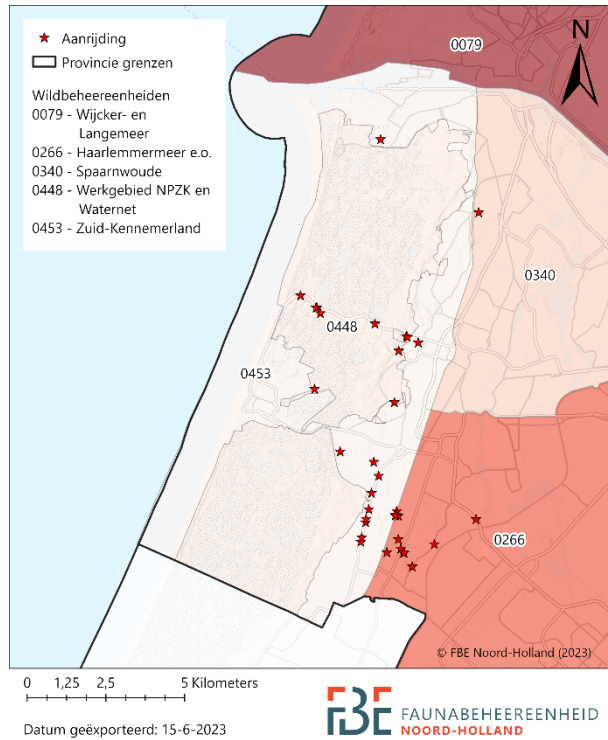 Aanrijding
Provincie grenzen
Wildbeheereenheiden
0079 - Wijcker- en
Langemeer
0266 - Haarlemmermeer e.o.
0340 - Spaarnwoude
0448 - Werkgebied NPZK en
Waternet
0453 - Zuid-Kennemerland
0079
N
0340
0448
0453
0266
© FBE Noord-Holland (2023)
0 1,25 2,5 5 Kilometers
Datum geëxporteerd: 15-6-2023
FBE
FAUNABEHEEREENHEID
NOORD-HOLLAND